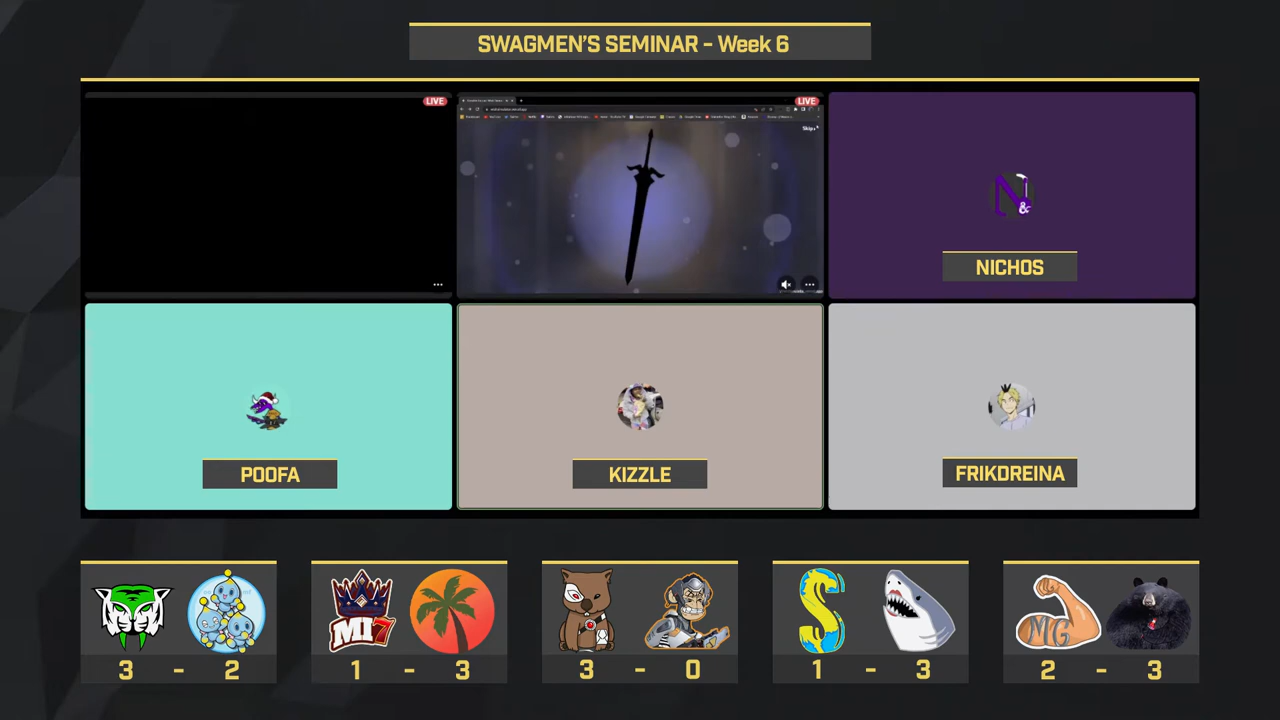 SWAGMEN'S SEMINAR - Week 6
LIVE
LIVE
Skip
N&
NICHOS
POOFA
KIZZLE
FRIKDREINA
MI7
S
MG
3 - 2
1 - 3
3 - 0
1 - 3
2 - 3